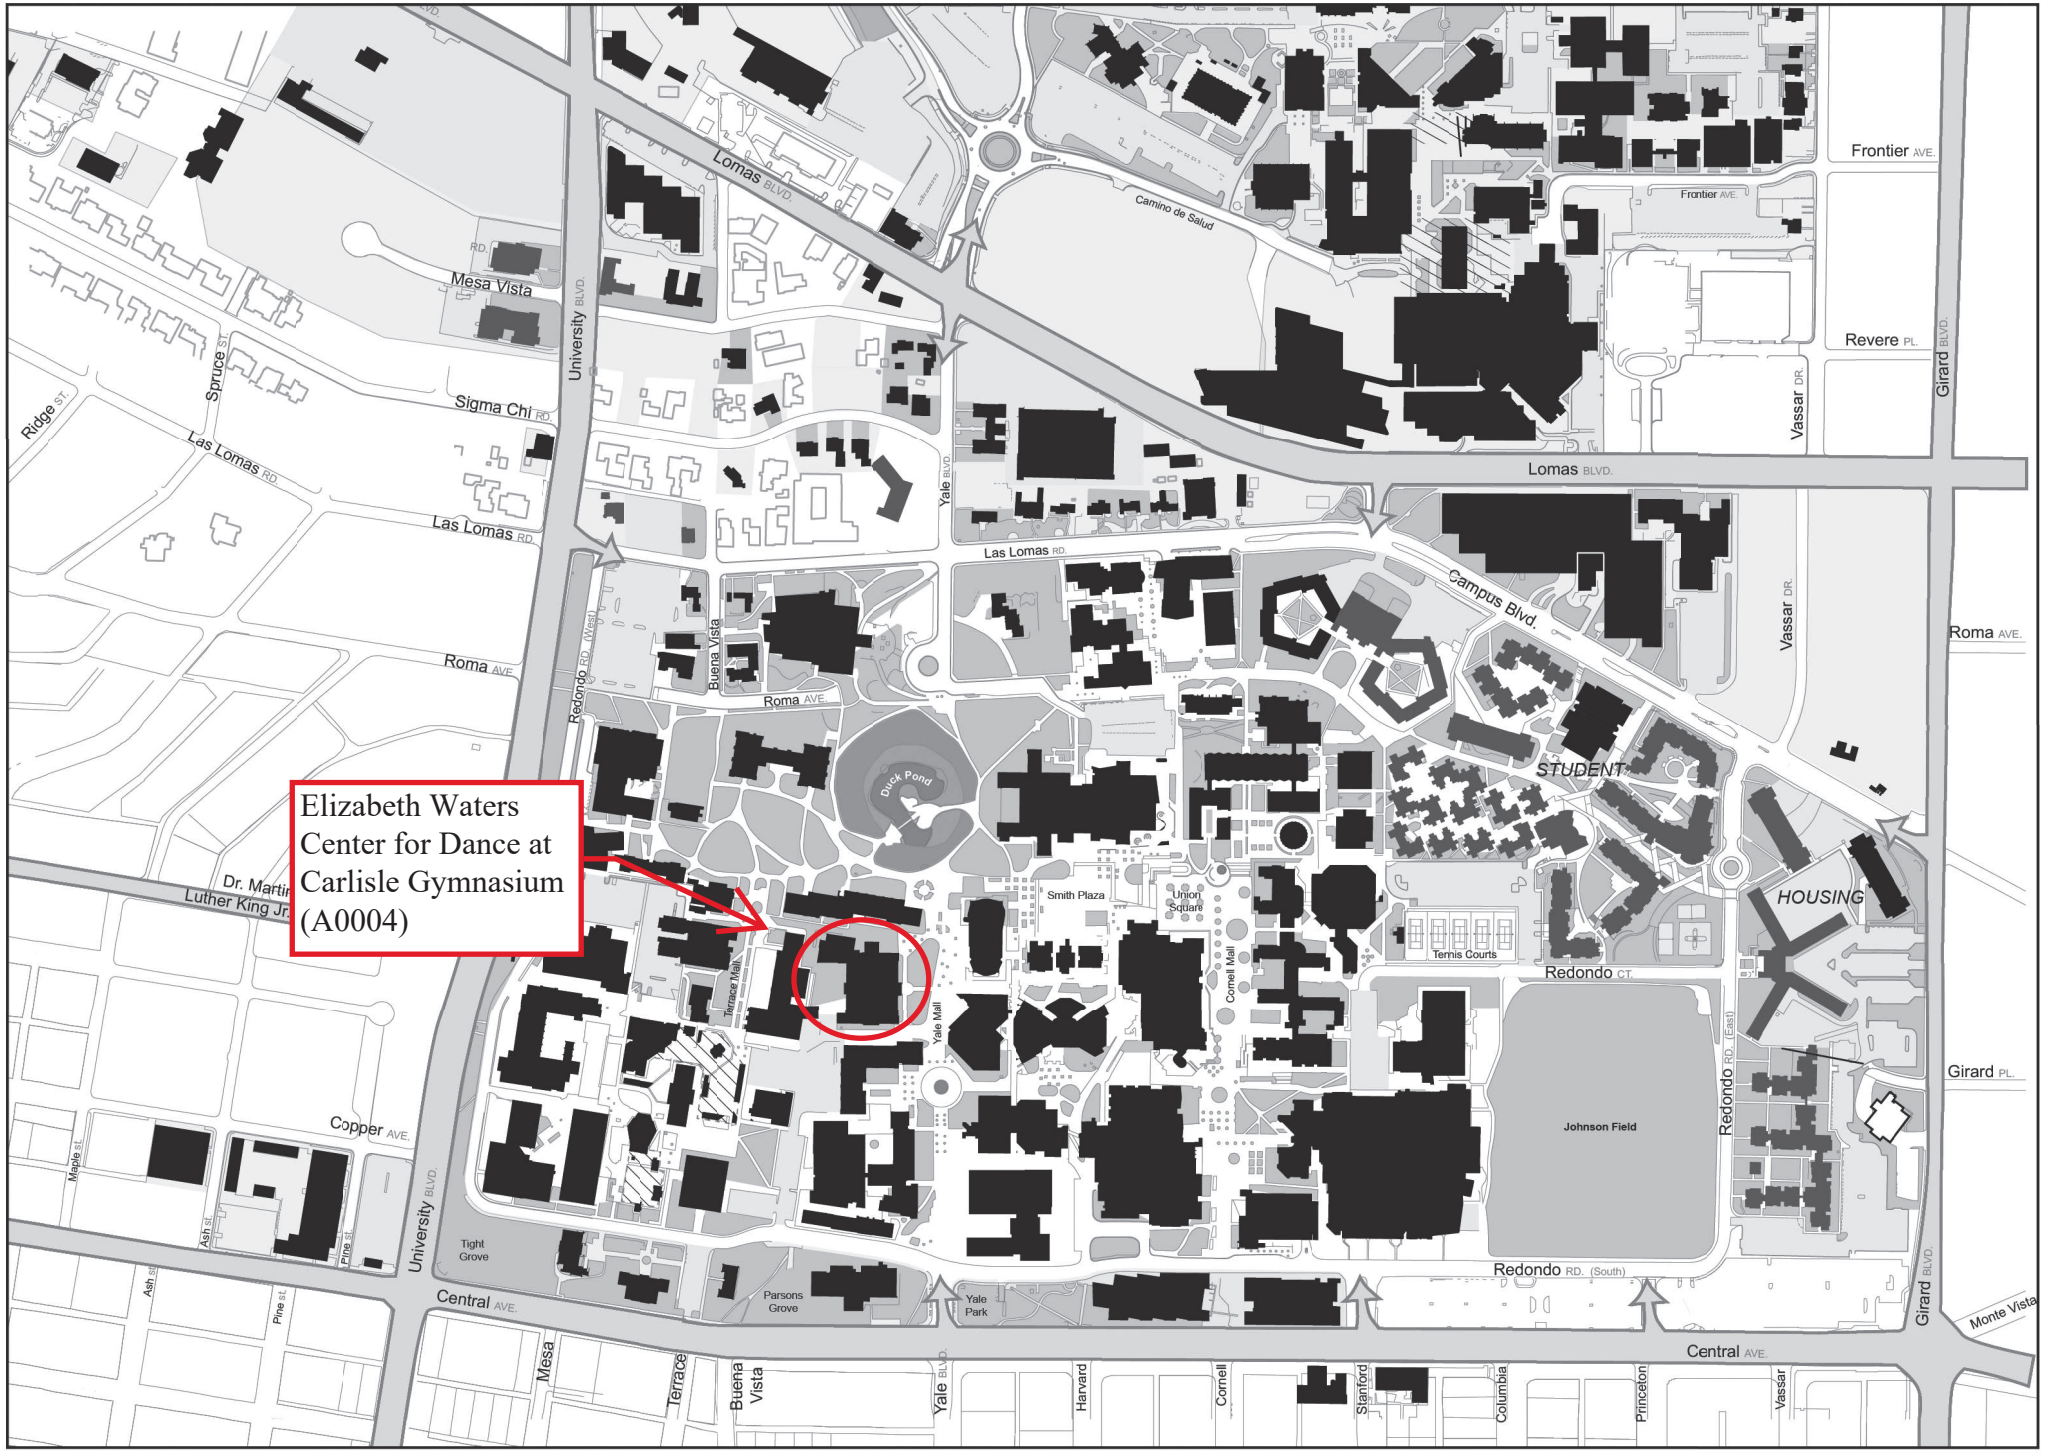 BLVD.
Lomas BLVD.
Camino de Salud
Frontier AVE.
Frontier AVE.
RD.
Mesa Vista
University BLVD.
Revere PL.
Girard BLVD.
Spruce ST.
Ridge ST.
Sigma Chi RD.
Vassar DR.
Las Lomas RD.
Yale BLVD.
Lomas BLVD.
Las Lomas RD.
Las Lomas RD.
Campus Blvd.
Vassar DR.
Roma AVE.
Redondo RD. (West)
Buena Vista
Roma AVE
Roma AVE.
Duck Pond
STUDENT
Elizabeth Waters
Center for Dance at
Carlisle Gymnasium
(A0004)
Dr. Martin
Luther King Jr.
Smith Plaza
Union
Square
HOUSING
Tennis Courts
Redondo CT.
Terrace Mall
Yale Mall
Cornell Mall
Redondo RD. (East)
Girard PL.
Copper AVE.
Johnson Field
Maple st.
Ash st.
Pine st.
University BLVD.
Tight
Grove
Redondo RD. (South)
Girard BLVD.
Ash st
Pine st.
Central AVE.
Parsons
Grove
Yale
Park
Monte Vista
Central AVE.
Mesa
Terrace
Buena
Vista
Yale BLVD.
Harvard
Cornell
Stanford
Columbia
Princeton
Vassar